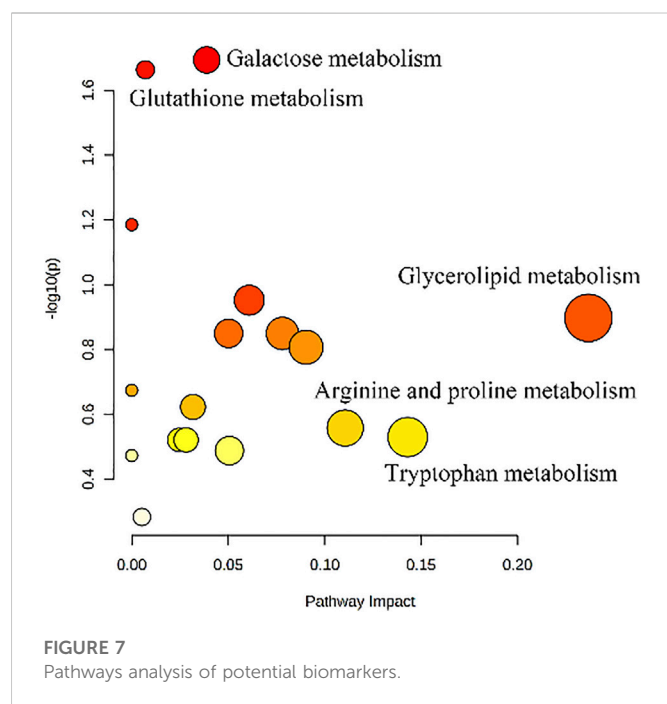 Galactose metabolism
Glutathione metabolism
1.6
1.4
1.2
1.0
0.8
0.6
0.4
-log10(p)
Glycerolipid metabolism
Arginine and proline metabolism
Tryptophan metabolism
0.00 0.05 0.10 0.15 0.20
Pathway Impact
FIGURE 7
Pathways analysis of potential biomarkers.